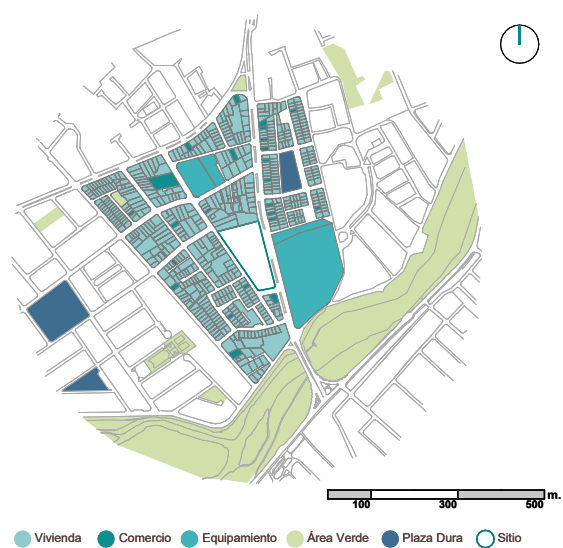 m.
100 300 500
Vivienda Comercio Equipamiento Área Verde Plaza Dura Sitio